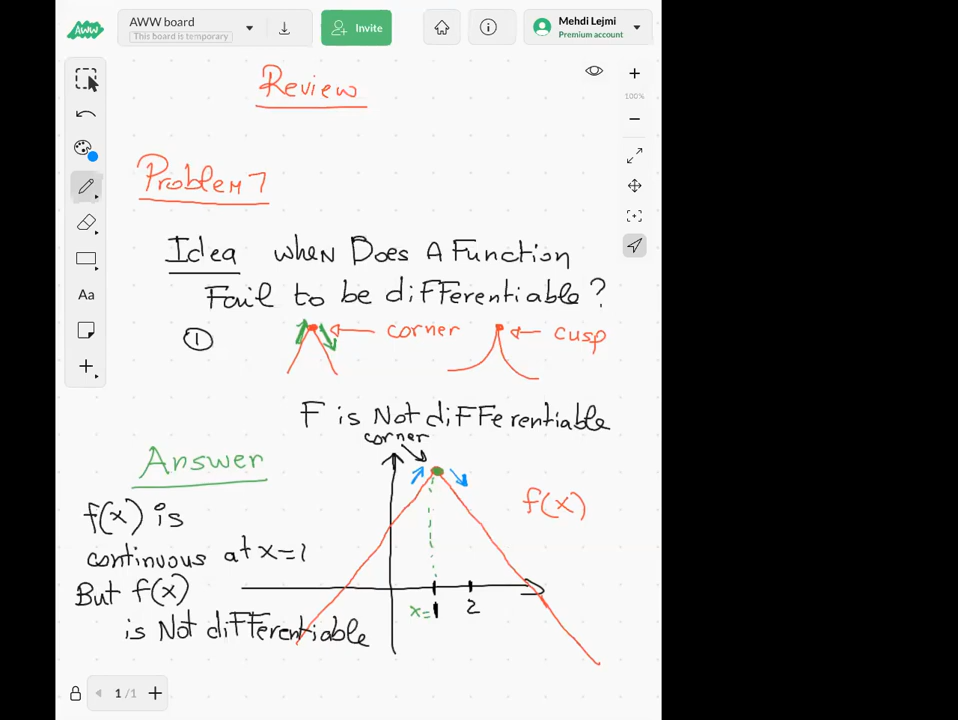 AWW
AWW board
This board is temporary
Invite
Mehdi Lejmi
Premium account
100%
Review
Problem 7
Idea when Does A Function
Fail to be differentiable?
1
corner
cusp
F is Not differentiable
corner
Answer
f(x) is
continuous at x=1
But f(x)
is Not differentiable
f(x)
x=1
2
Aa
1/1